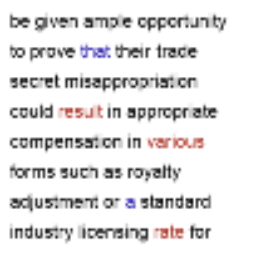 be given ample opportunity
to prove that their trade
secret misappropriation
could result in appropriate
compensation in various
forms such as royalty
adjustment or a standard
industry licensing rate for